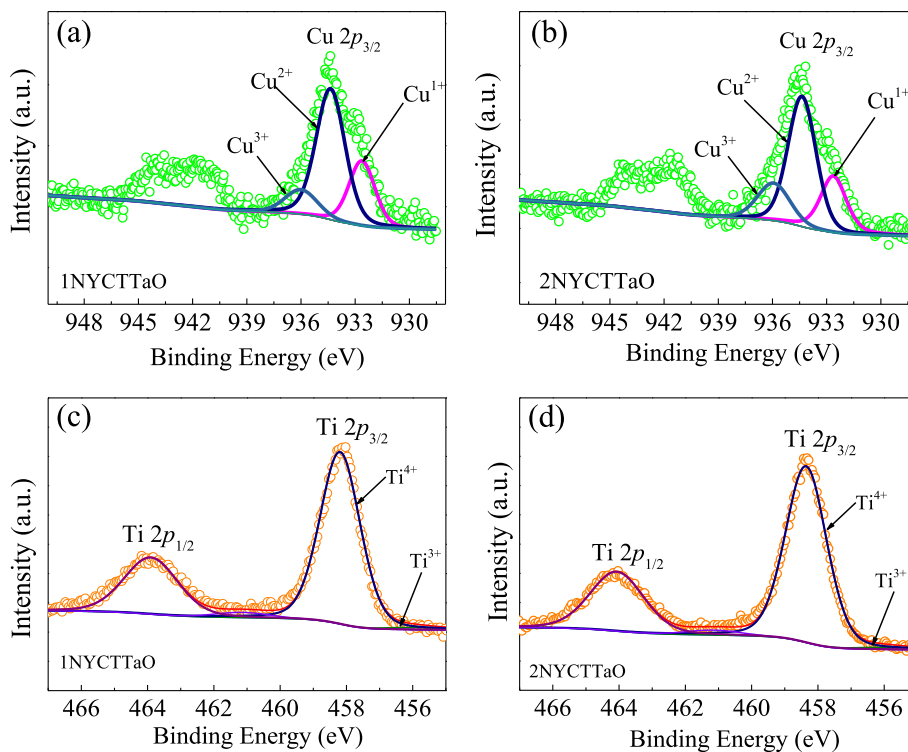 (a)
Cu 2p3/2
Cu2+
Cu1+
Cu3+
Intensity (a.u.)
1NYCTTaO
948 945 942 939 936 933 930
Binding Energy (eV)
(b)
Cu 2p3/2
Cu2+
Cu1+
Cu3+
Intensity (a.u.)
2NYCTTaO
948 945 942 939 936 933 930
Binding Energy (eV)
(c)
Ti 2p3/2
Ti4+
Ti 2p1/2
Ti3+
Intensity (a.u.)
1NYCTTaO
466 464 462 460 458 456
Binding Energy (eV)
(d)
Ti 2p3/2
Ti4+
Ti 2p1/2
Ti3+
Intensity (a.u.)
2NYCTTaO
466 464 462 460 458 456
Binding Energy (eV)